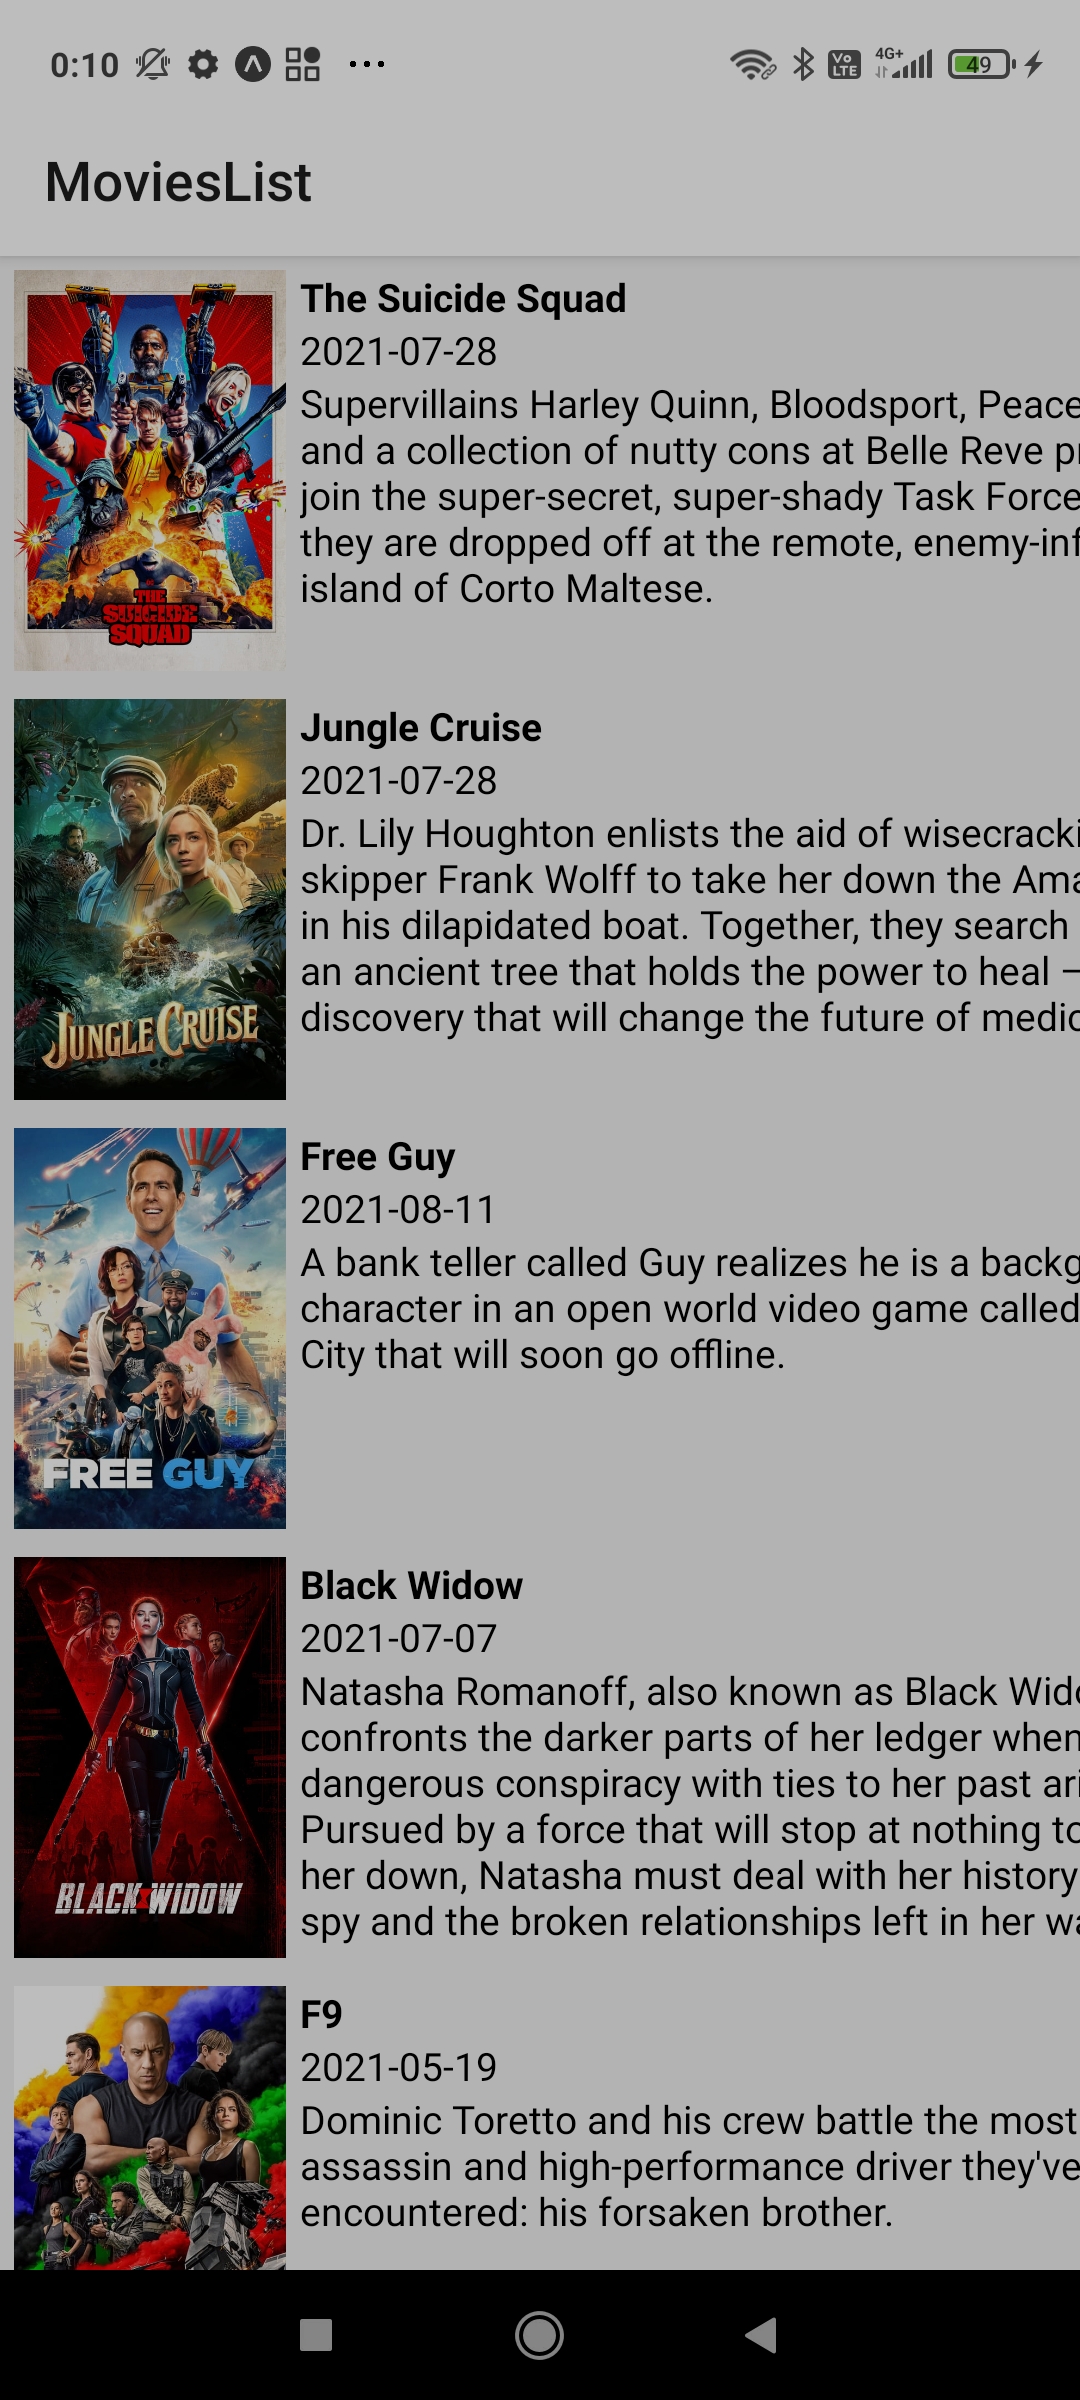 0:10
Vo LTE
4G+
49
MoviesList
The Suicide Squad
2021-07-28
Supervillains Harley Quinn, Bloodsport, Peace
and a collection of nutty cons at Belle Reve pr
join the super-secret, super-shady Task Force
they are dropped off at the remote, enemy-inf
island of Corto Maltese.
THE
SUICIDE
SQUAD
Jungle Cruise
2021-07-28
Dr. Lily Houghton enlists the aid of wisecracki
skipper Frank Wolff to take her down the Ama
in his dilapidated boat. Together, they search
an ancient tree that holds the power to heal –
discovery that will change the future of medic
JUNGLE CRUISE
Free Guy
2021-08-11
A bank teller called Guy realizes he is a backg
character in an open world video game called
City that will soon go offline.
FREE GUY
Black Widow
2021-07-07
Natasha Romanoff, also known as Black Wido
confronts the darker parts of her ledger when
dangerous conspiracy with ties to her past ari
Pursued by a force that will stop at nothing to
her down, Natasha must deal with her history
spy and the broken relationships left in her wa
BLACK WIDOW
F9
2021-05-19
Dominic Toretto and his crew battle the most
assassin and high-performance driver they've
encountered: his forsaken brother.